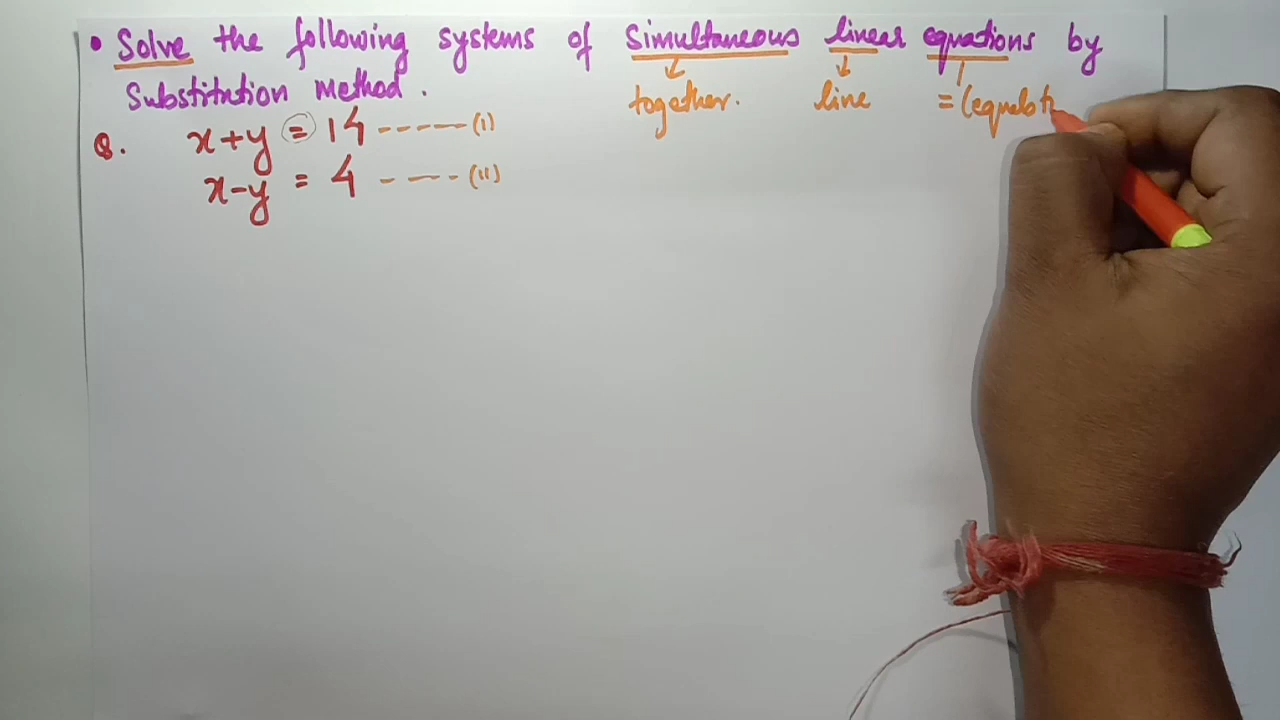 • Solve the following systems of Simultaneous linear equations by
Substitution method.
together. line = (equal
Q. x+y = 14 ------ (I)
x-y = 4 ----- (II)